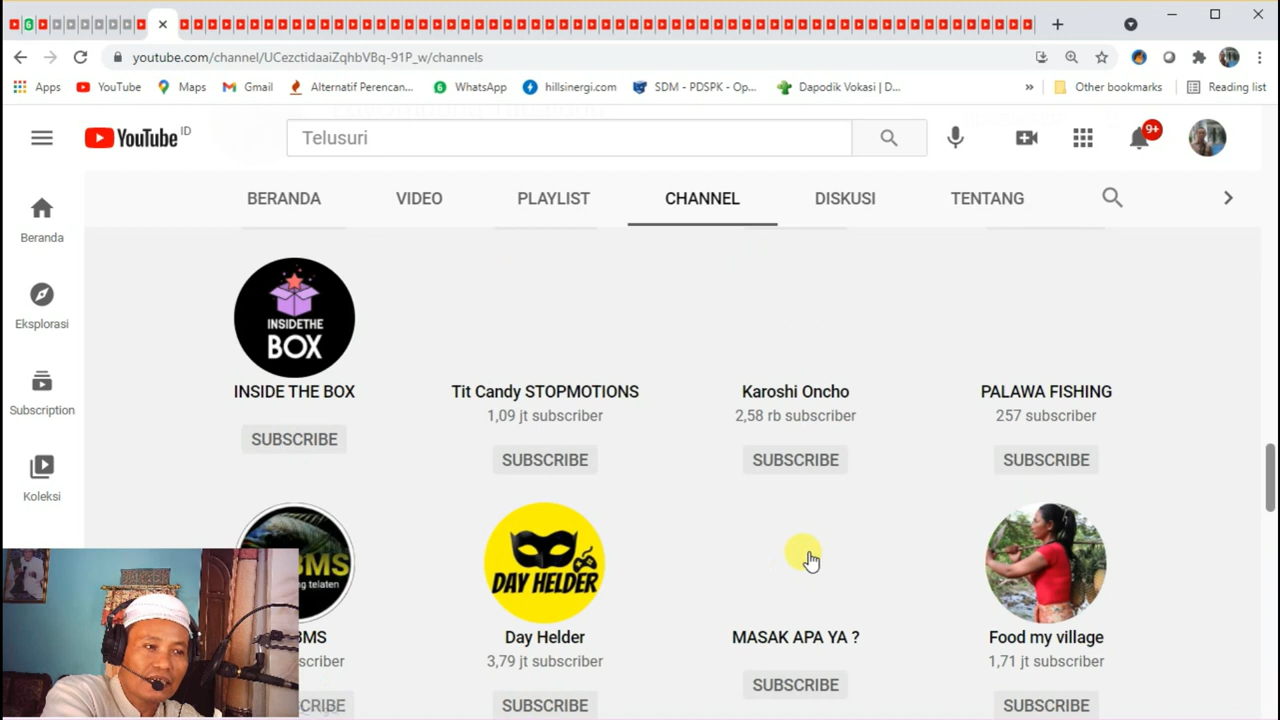 youtube.com/channel/UCezctidaaiZqhbVBq-91P_w/channels
Apps YouTube Maps Gmail Alternatif Perencan... WhatsApp hillsinergi.com SDM - PDSPK - Op... Dapodik Vokasi | D... » Other bookmarks Reading list
YouTube ID
Telusuri
9+
BERANDA VIDEO PLAYLIST CHANNEL DISKUSI TENTANG
Beranda
Eksplorasi
Subscription
Koleksi
INSIDETHE
BOX
INSIDE THE BOX Tit Candy STOPMOTIONS Karoshi Oncho PALAWA FISHING
1,09 jt subscriber 2,58 rb subscriber 257 subscriber
SUBSCRIBE SUBSCRIBE SUBSCRIBE SUBSCRIBE
BMS
telaten
DAY HELDER
BMS Day Helder MASAK APA YA ? Food my village
scriber 3,79 jt subscriber 1,71 jt subscriber
CRIBE SUBSCRIBE SUBSCRIBE SUBSCRIBE